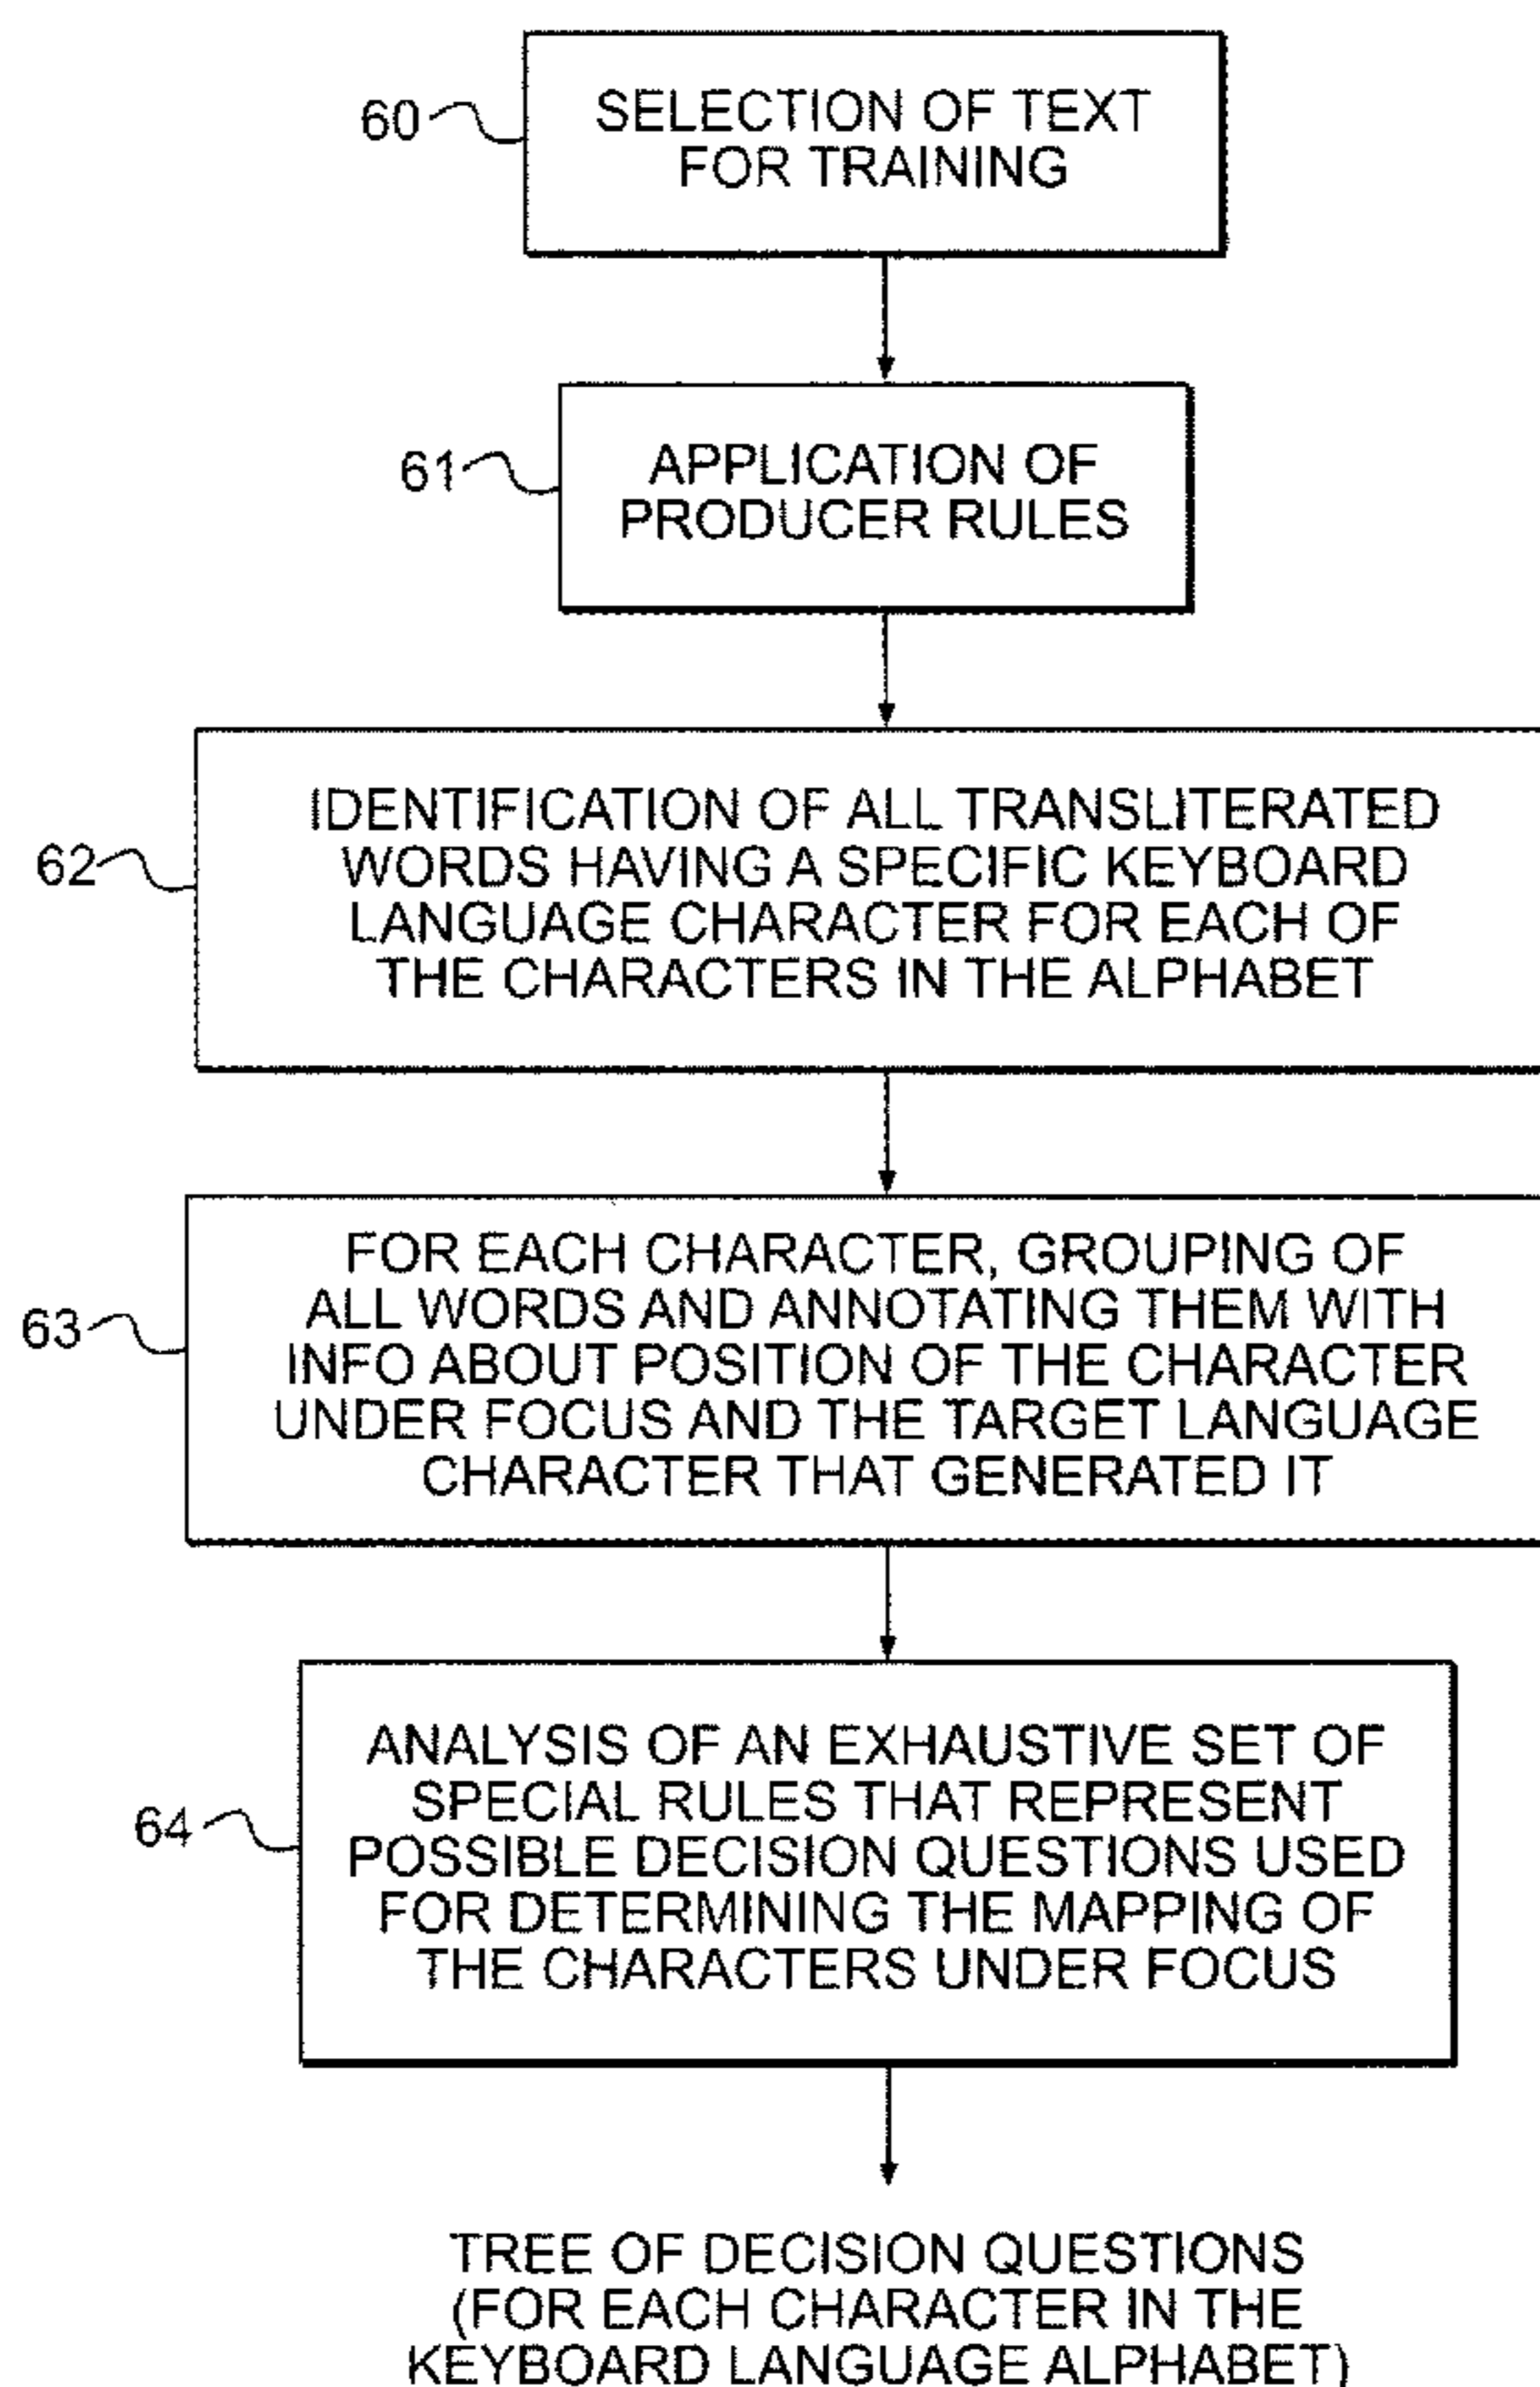 60
SELECTION OF TEXT
FOR TRAINING
61
APPLICATION OF
PRODUCER RULES
62
IDENTIFICATION OF ALL TRANSLITERATED
WORDS HAVING A SPECIFIC KEYBOARD
LANGUAGE CHARACTER FOR EACH OF
THE CHARACTERS IN THE ALPHABET
63
FOR EACH CHARACTER, GROUPING OF
ALL WORDS AND ANNOTATING THEM WITH
INFO ABOUT POSITION OF THE CHARACTER
UNDER FOCUS AND THE TARGET LANGUAGE
CHARACTER THAT GENERATED IT
64
ANALYSIS OF AN EXHAUSTIVE SET OF
SPECIAL RULES THAT REPRESENT
POSSIBLE DECISION QUESTIONS USED
FOR DETERMINING THE MAPPING OF
THE CHARACTERS UNDER FOCUS
TREE OF DECISION QUESTIONS
(FOR EACH CHARACTER IN THE
KEYBOARD LANGUAGE ALPHABET)